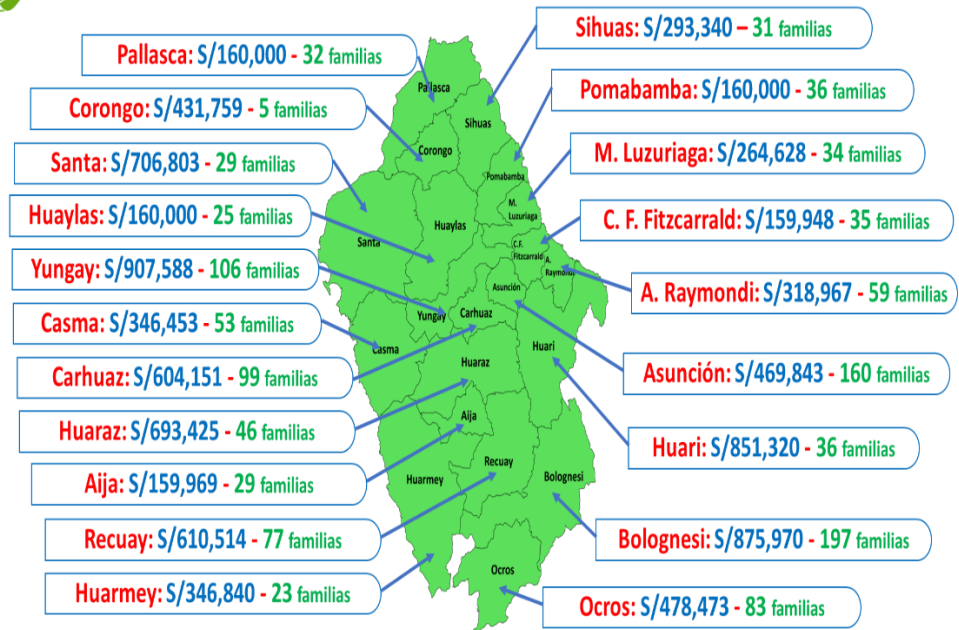 Pallasca: S/160,000 - 32 familias
Corongo: S/431,759 - 5 familias
Santa: S/706,803 - 29 familias
Huaylas: S/160,000 - 25 familias
Yungay: S/907,588 - 106 familias
Casma: S/346,453 - 53 familias
Carhuaz: S/604,151 - 99 familias
Huaraz: S/693,425 - 46 familias
Aija: S/159,969 - 29 familias
Recuay: S/610,514 - 77 familias
Huarmey: S/346,840 - 23 familias
Sihuas: S/293,340 – 31 familias
Pomabamba: S/160,000 - 36 familias
M. Luzuriaga: S/264,628 - 34 familias
C. F. Fitzcarrald: S/159,948 - 35 familias
A. Raymondi: S/318,967 - 59 familias
Asunción: S/469,843 - 160 familias
Huari: S/851,320 - 36 familias
Bolognesi: S/875,970 - 197 familias
Ocros: S/478,473 - 83 familias
Pallasca
Sihuas
Corongo
Pomabamba
M.
Luzuriaga
Huaylas
Santa
C.F.
Fitzcarrald
A.
Raymondi
Asunción
Yungay
Carhuaz
Casma
Huari
Huaraz
Aija
Recuay
Huarmey
Bolognesi
Ocros